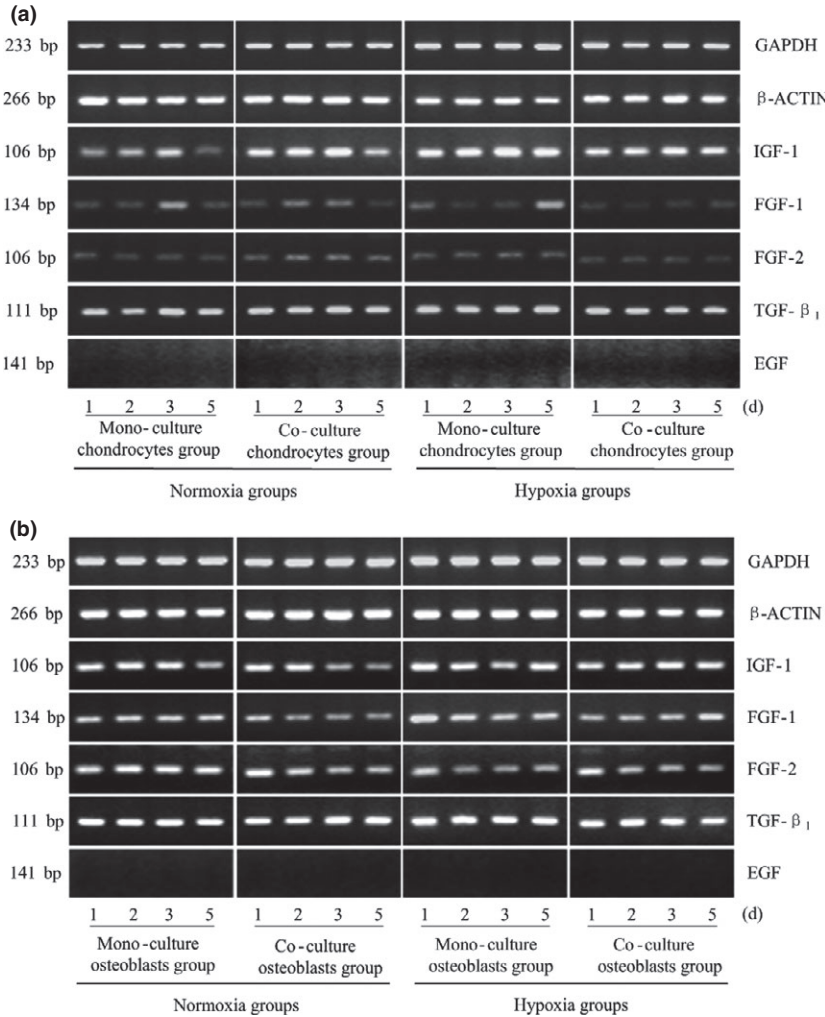 (a)
233 bp GAPDH
266 bp β-ACTIN
106 bp IGF-1
134 bp FGF-1
106 bp FGF-2
111 bp TGF-β1
141 bp EGF
1 2 3 5 1 2 3 5 1 2 3 5 1 2 3 5 (d)
Mono-culture Co-culture Mono-culture Co-culture
chondrocytes group chondrocytes group chondrocytes group chondrocytes group
Normoxia groups Hypoxia groups
(b)
233 bp GAPDH
266 bp β-ACTIN
106 bp IGF-1
134 bp FGF-1
106 bp FGF-2
111 bp TGF-β1
141 bp EGF
1 2 3 5 1 2 3 5 1 2 3 5 1 2 3 5 (d)
Mono-culture Co-culture Mono-culture Co-culture
osteoblasts group osteoblasts group osteoblasts group osteoblasts group
Normoxia groups Hypoxia groups